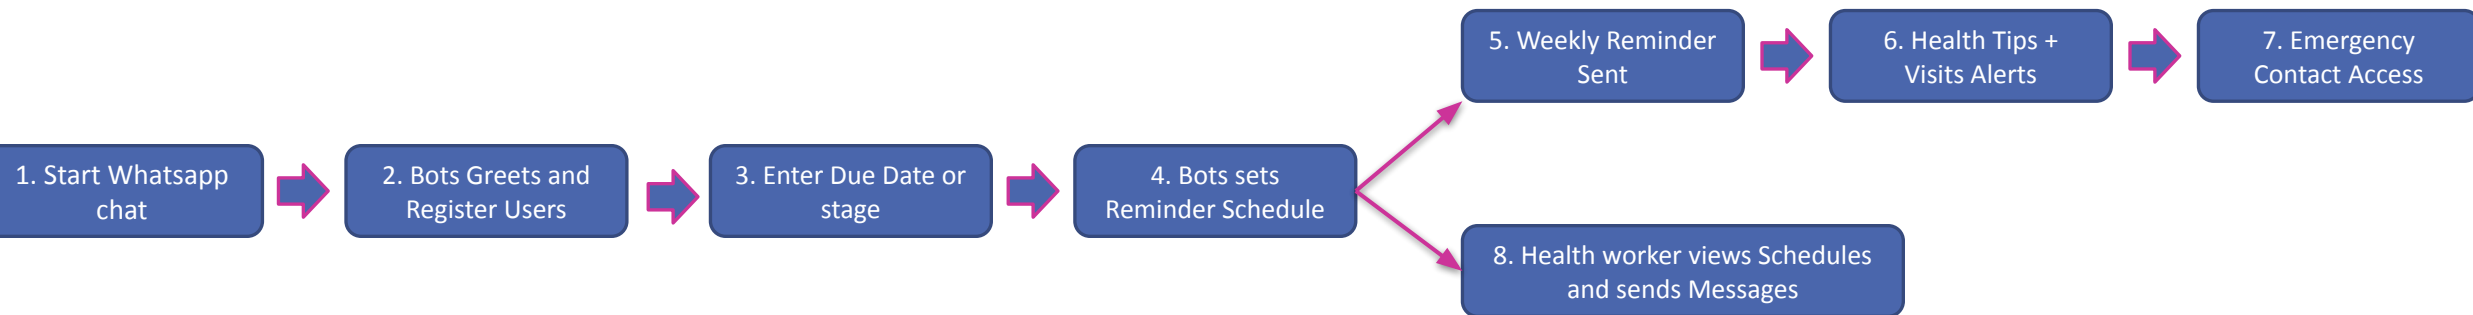 1. Start Whatsapp
chat
2. Bots Greets and
Register Users
3. Enter Due Date or
stage
4. Bots sets
Reminder Schedule
5. Weekly Reminder
Sent
6. Health Tips +
Visits Alerts
7. Emergency
Contact Access
8. Health worker views Schedules
and sends Messages